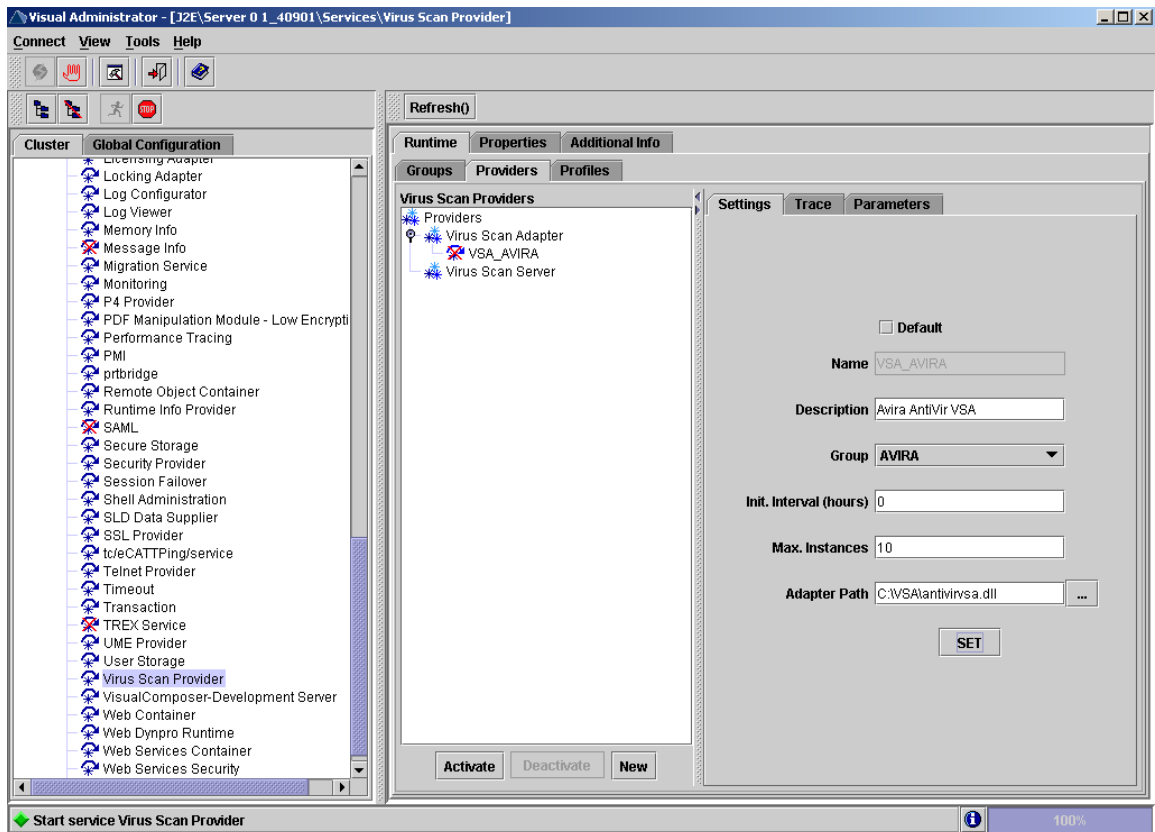 Visual Administrator - [J2E\Server 0 1_40901\Services\Virus Scan Provider]
Connect View Tools Help
Refresh()
Cluster Global Configuration
Licensing Adapter
Locking Adapter
Log Configurator
Log Viewer
Memory Info
Message Info
Migration Service
Monitoring
P4 Provider
PDF Manipulation Module - Low Encrypti
Performance Tracing
PMI
prtbridge
Remote Object Container
Runtime Info Provider
SAML
Secure Storage
Security Provider
Session Failover
Shell Administration
SLD Data Supplier
SSL Provider
tc/eCATTPing/service
Telnet Provider
Timeout
Transaction
TREX Service
UME Provider
User Storage
Virus Scan Provider
VisualComposer-Development Server
Web Container
Web Dynpro Runtime
Web Services Container
Web Services Security
Runtime Properties Additional Info
Groups Providers Profiles
Virus Scan Providers
Providers
Virus Scan Adapter
VSA_AVIRA
Virus Scan Server
Activate Deactivate New
Settings Trace Parameters
Default
Name VSA_AVIRA
Description Avira AntiVir VSA
Group AVIRA
Init. Interval (hours) 0
Max. Instances 10
Adapter Path C:\VSA\antivirvsa.dll ...
SET
Start service Virus Scan Provider
100%
STOP